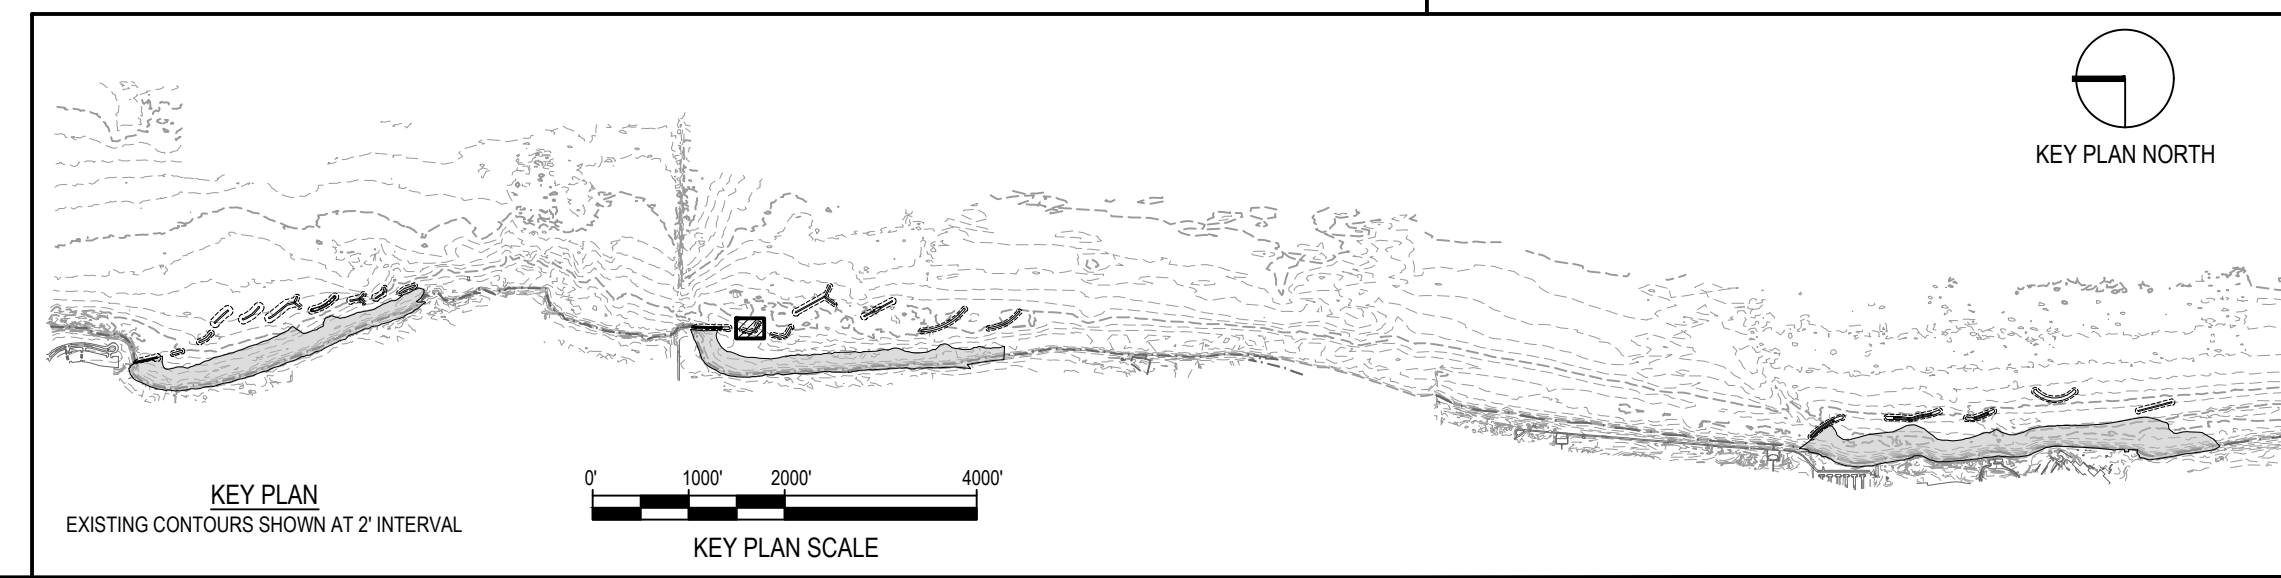 KEY PLAN NORTH
0' 1000' 2000' 4000'
KEY PLAN
EXISTING CONTOURS SHOWN AT 2' INTERVAL
KEY PLAN SCALE